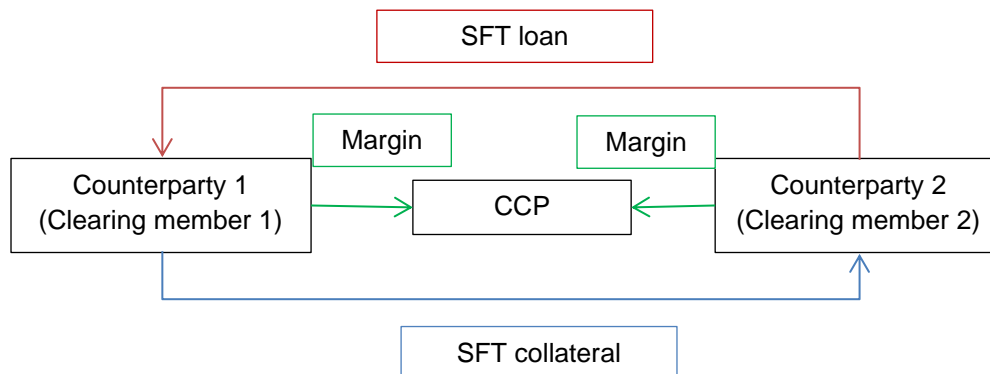 SFT loan
Margin
Margin
Counterparty 1
(Clearing member 1)
CCP
Counterparty 2
(Clearing member 2)
SFT collateral